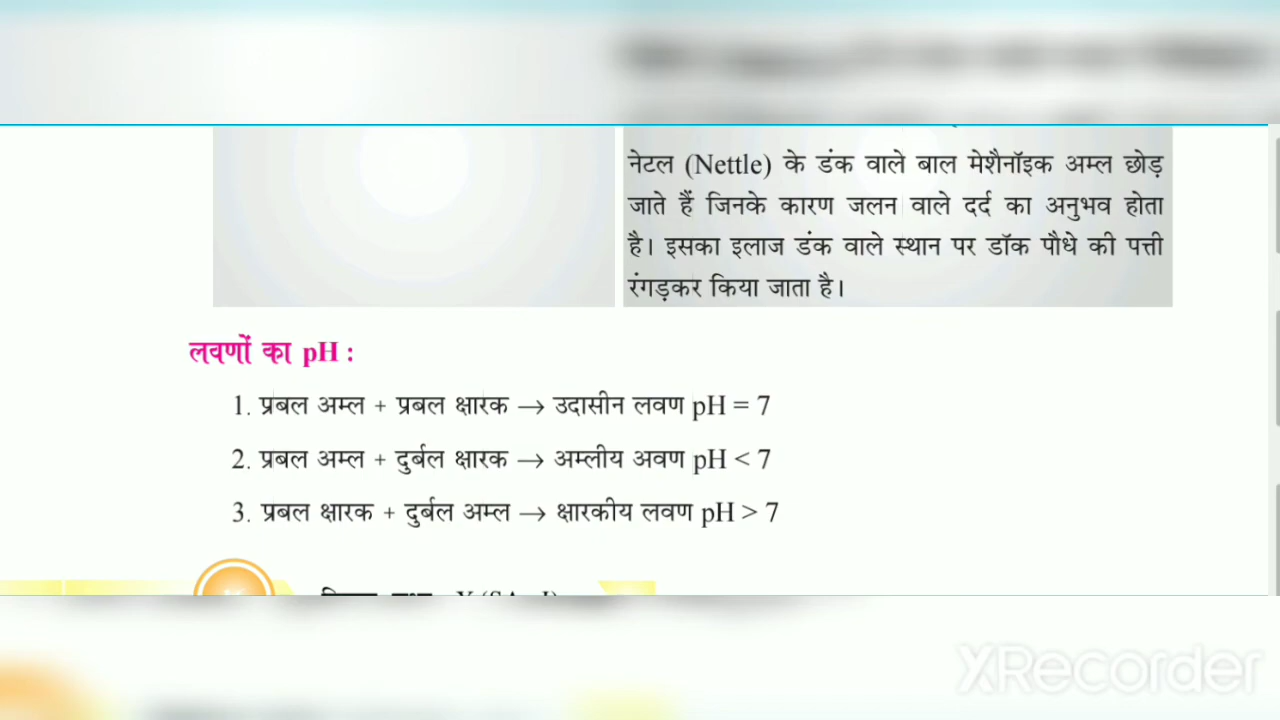 नेटल (Nettle) के डंक वाले बाल मेशैनॉइक अम्ल छोड़
जाते हैं जिनके कारण जलन वाले दर्द का अनुभव होता
है। इसका इलाज डंक वाले स्थान पर डॉक पौधे की पत्ती
रंगड़कर किया जाता है।
लवणों का pH :
1. प्रबल अम्ल + प्रबल क्षारक → उदासीन लवण pH = 7
2. प्रबल अम्ल + दुर्बल क्षारक → अम्लीय अवण pH < 7
3. प्रबल क्षारक + दुर्बल अम्ल → क्षारकीय लवण pH > 7
XRecorder